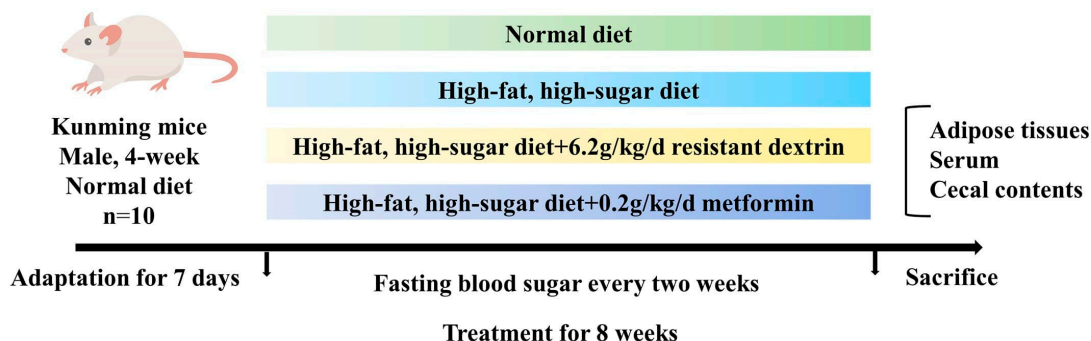 Normal diet
High-fat, high-sugar diet
High-fat, high-sugar diet+6.2g/kg/d resistant dextrin
High-fat, high-sugar diet+0.2g/kg/d metformin
Kunming mice
Male, 4-week
Normal diet
n=10
Adipose tissues
Serum
Cecal contents
Adaptation for 7 days
Fasting blood sugar every two weeks
Sacrifice
Treatment for 8 weeks